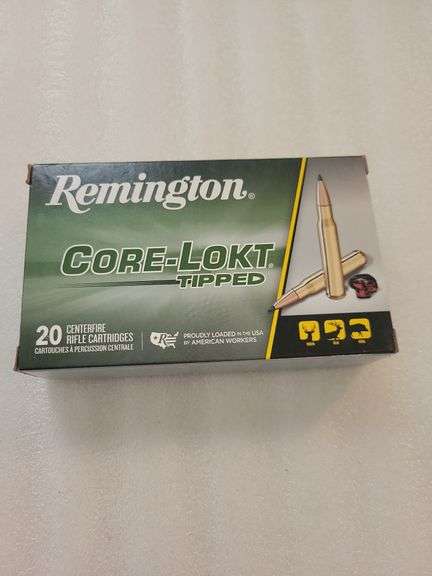 Remington®
CORE-LOKT®
TIPPED
20 CENTERFIRE
RIFLE CARTRIDGES
CARTOUCHES À PERCUSSION CENTRALE
R
PROUDLY LOADED IN THE USA
BY AMERICAN WORKERS